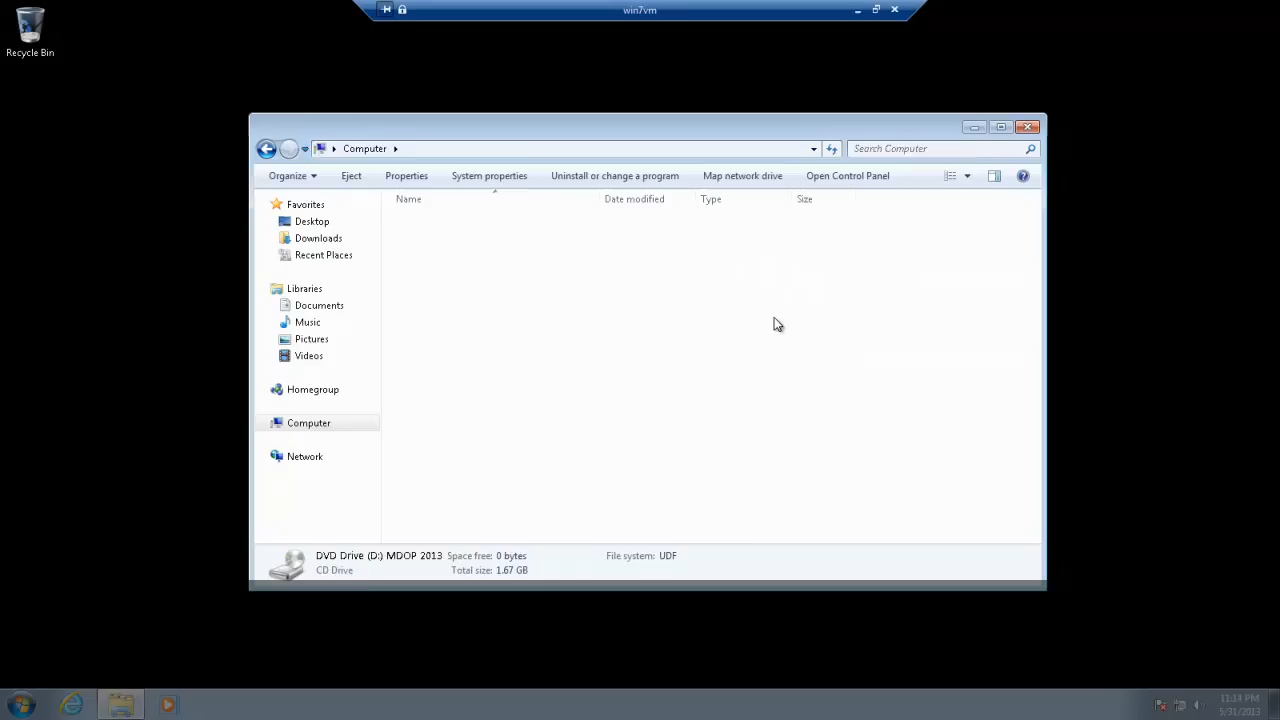 win7vm
Recycle Bin
Computer
Search Computer
Organize Eject Properties System properties Uninstall or change a program Map network drive Open Control Panel
Name Date modified Type Size
Favorites
Desktop
Downloads
Recent Places
Libraries
Documents
Music
Pictures
Videos
Homegroup
Computer
Network
DVD Drive (D:) MDOP 2013 Space free: 0 bytes File system: UDF
CD Drive Total size: 1.67 GB
11:14 PM
5/31/2013